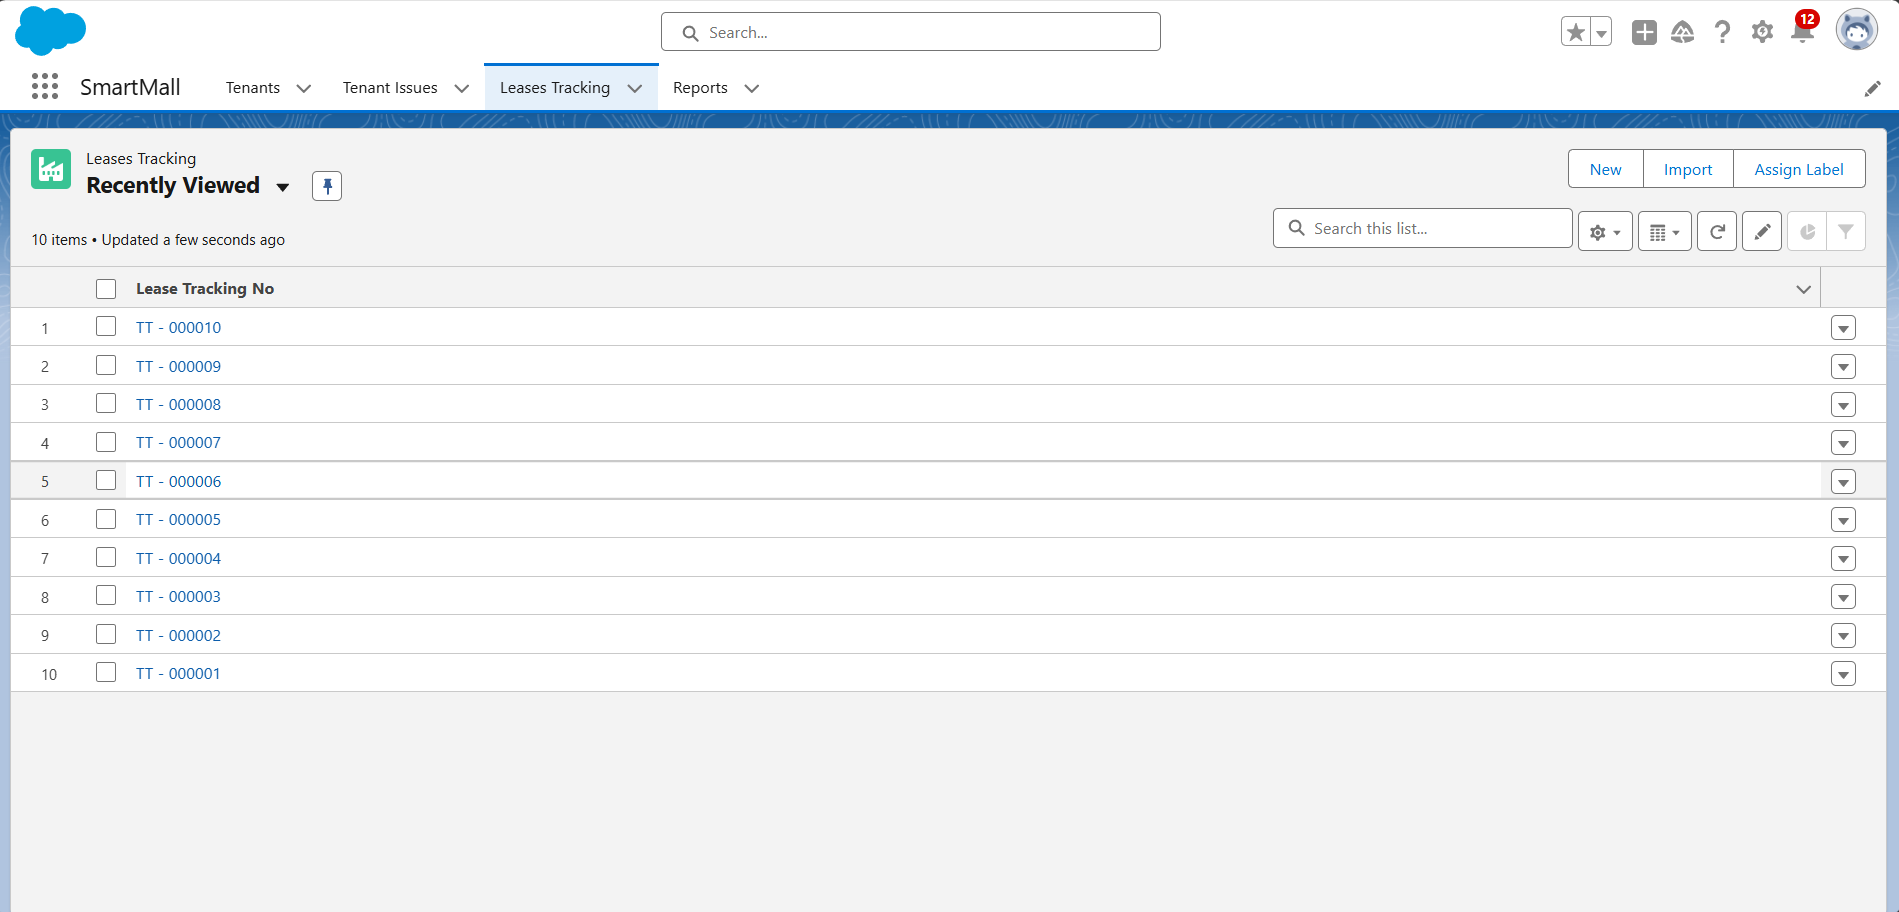 Search...
12
SmartMall
Tenants
Tenant Issues
Leases Tracking
Reports
Leases Tracking
Recently Viewed
New
Import
Assign Label
10 items • Updated a few seconds ago
Search this list...
Lease Tracking No
1 TT - 000010
2 TT - 000009
3 TT - 000008
4 TT - 000007
5 TT - 000006
6 TT - 000005
7 TT - 000004
8 TT - 000003
9 TT - 000002
10 TT - 000001